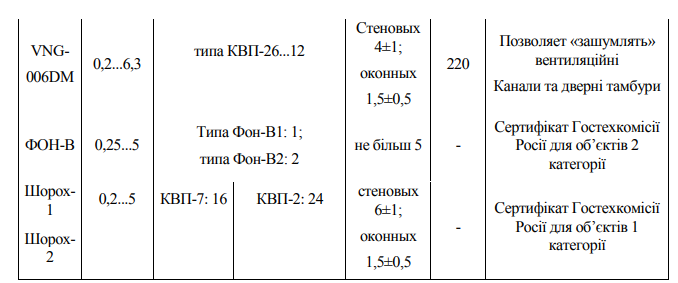 VNG-
006DM
0,2...6,3
типа КВП-26...12
Стеновых
4±1;
оконных
1,5±0,5
220
Позволяет «зашумлять»
вентиляційні
Канали та дверні тамбури
ФОН-В
0,25...5
Типа Фон-В1: 1;
типа Фон-В2: 2
не більш 5
-
Сертифікат Гостехкомісії
Росії для об’єктів 2
категорії
Шорох-
1
Шорох-
2
0,2...5
КВП-7: 16
КВП-2: 24
стеновых
6±1;
оконных
1,5±0,5
-
Сертифікат Гостехкомісії
Росії для об’єктів 1
категорії